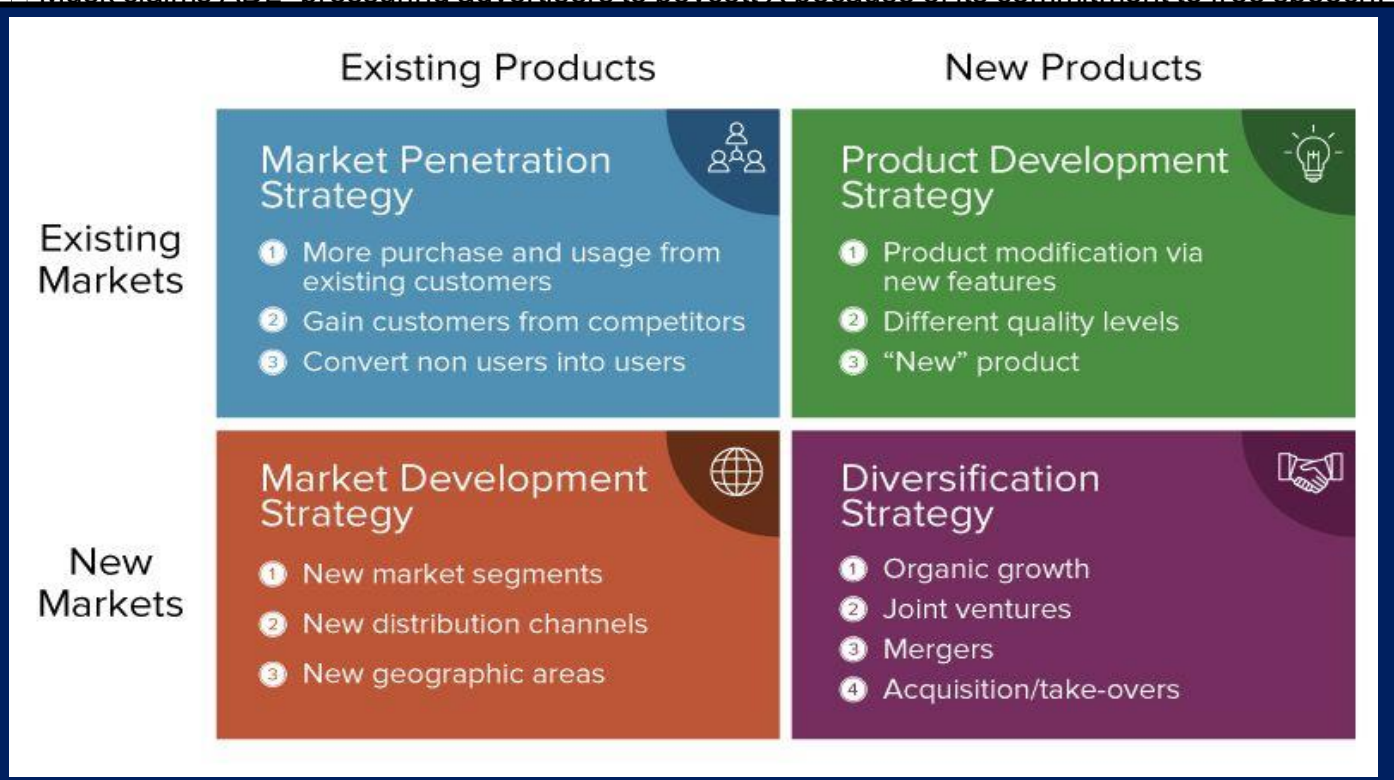 Existing Products
New Products
Existing
Markets
Market Penetration
Strategy
1 More purchase and usage from
existing customers
2 Gain customers from competitors
3 Convert non users into users
Product Development
Strategy
1 Product modification via
new features
2 Different quality levels
3 “New” product
New
Markets
Market Development
Strategy
1 New market segments
2 New distribution channels
3 New geographic areas
Diversification
Strategy
1 Organic growth
2 Joint ventures
3 Mergers
4 Acquisition/take-overs